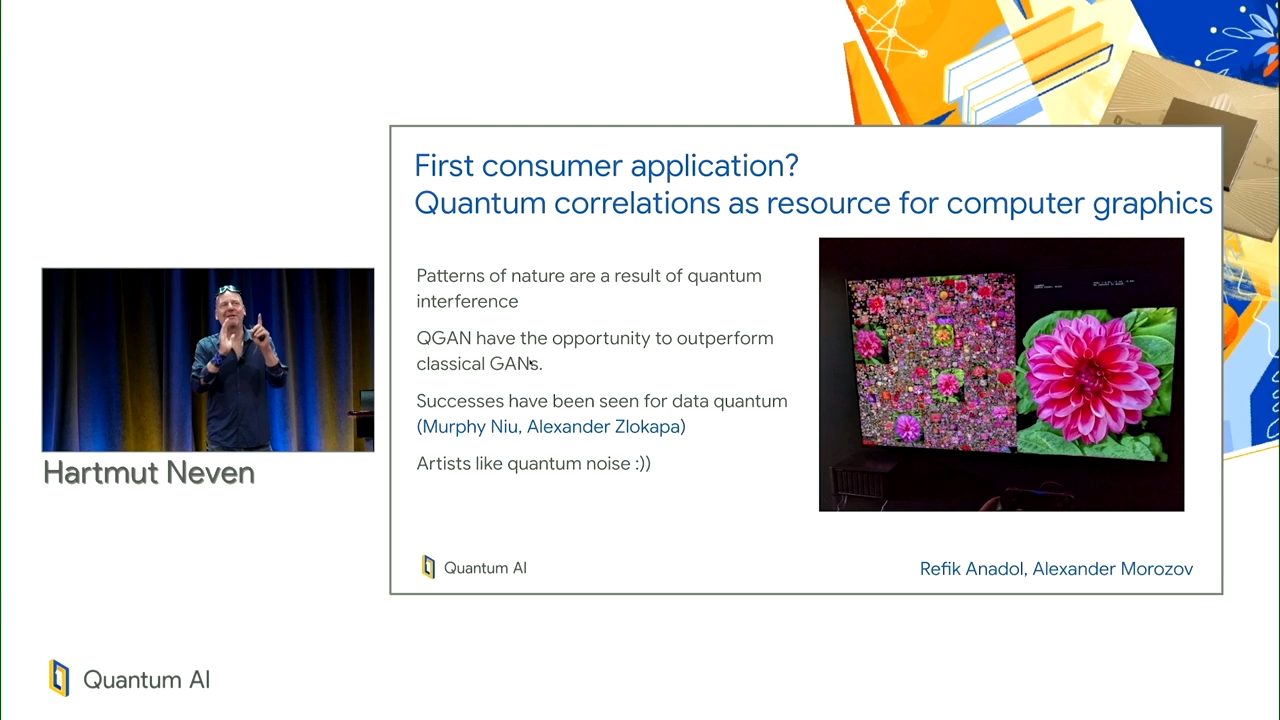 First consumer application?
Quantum correlations as resource for computer graphics
Patterns of nature are a result of quantum
interference
QGAN have the opportunity to outperform
classical GANs.
Successes have been seen for data quantum
(Murphy Niu, Alexander Zlokapa)
Artists like quantum noise :))
Quantum AI
Refik Anadol, Alexander Morozov
Hartmut Neven
Quantum AI